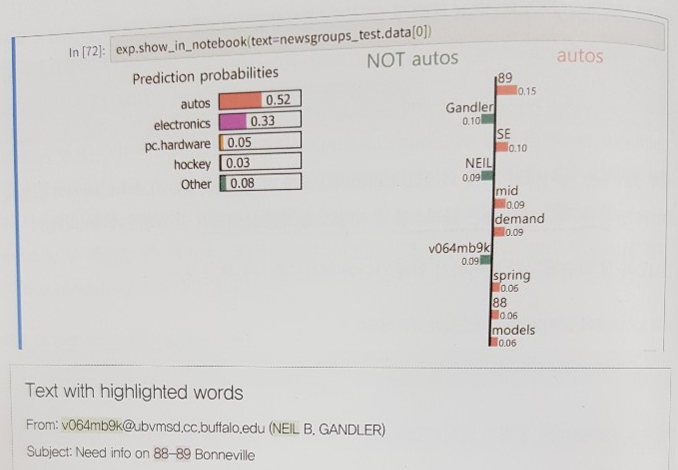 In [72]: exp.show_in_notebook(text=newsgroups_test.data[0])
Prediction probabilities
autos 0.52
electronics 0.33
pc.hardware 0.05
hockey 0.03
Other 0.08
NOT autos autos
89
0.15
Gandler
0.10
SE
0.10
NEIL
0.09
mid
0.09
demand
0.09
v064mb9k
0.09
spring
0.06
88
0.06
models
0.06
Text with highlighted words
From: v064mb9k@ubvmsd.cc.buffalo.edu (NEIL B. GANDLER)
Subject: Need info on 88-89 Bonneville